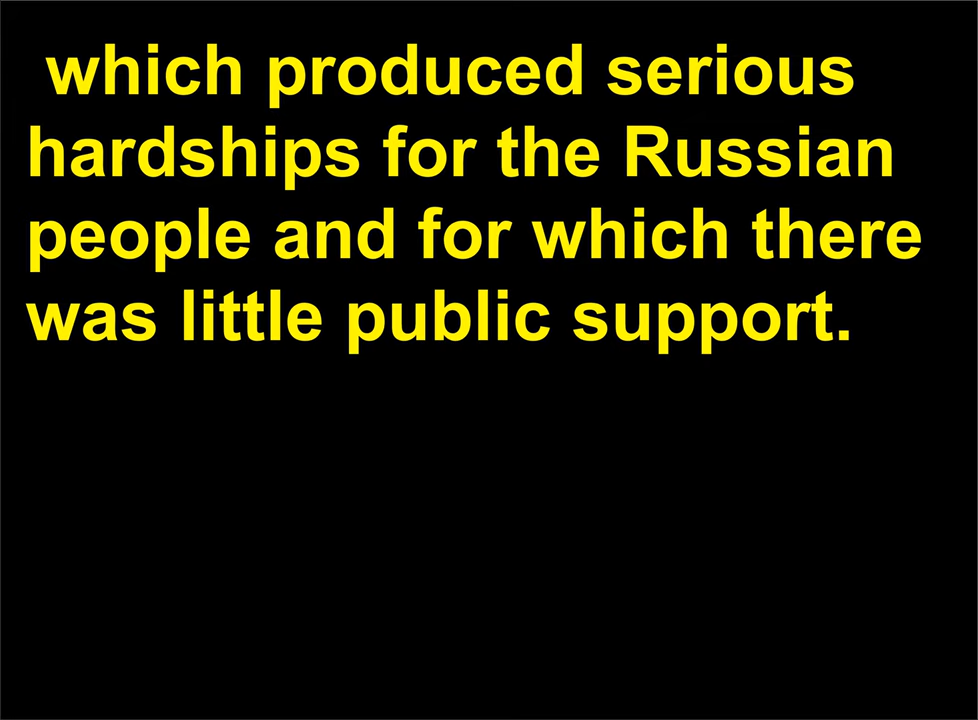 which produced serious
hardships for the Russian
people and for which there
was little public support.